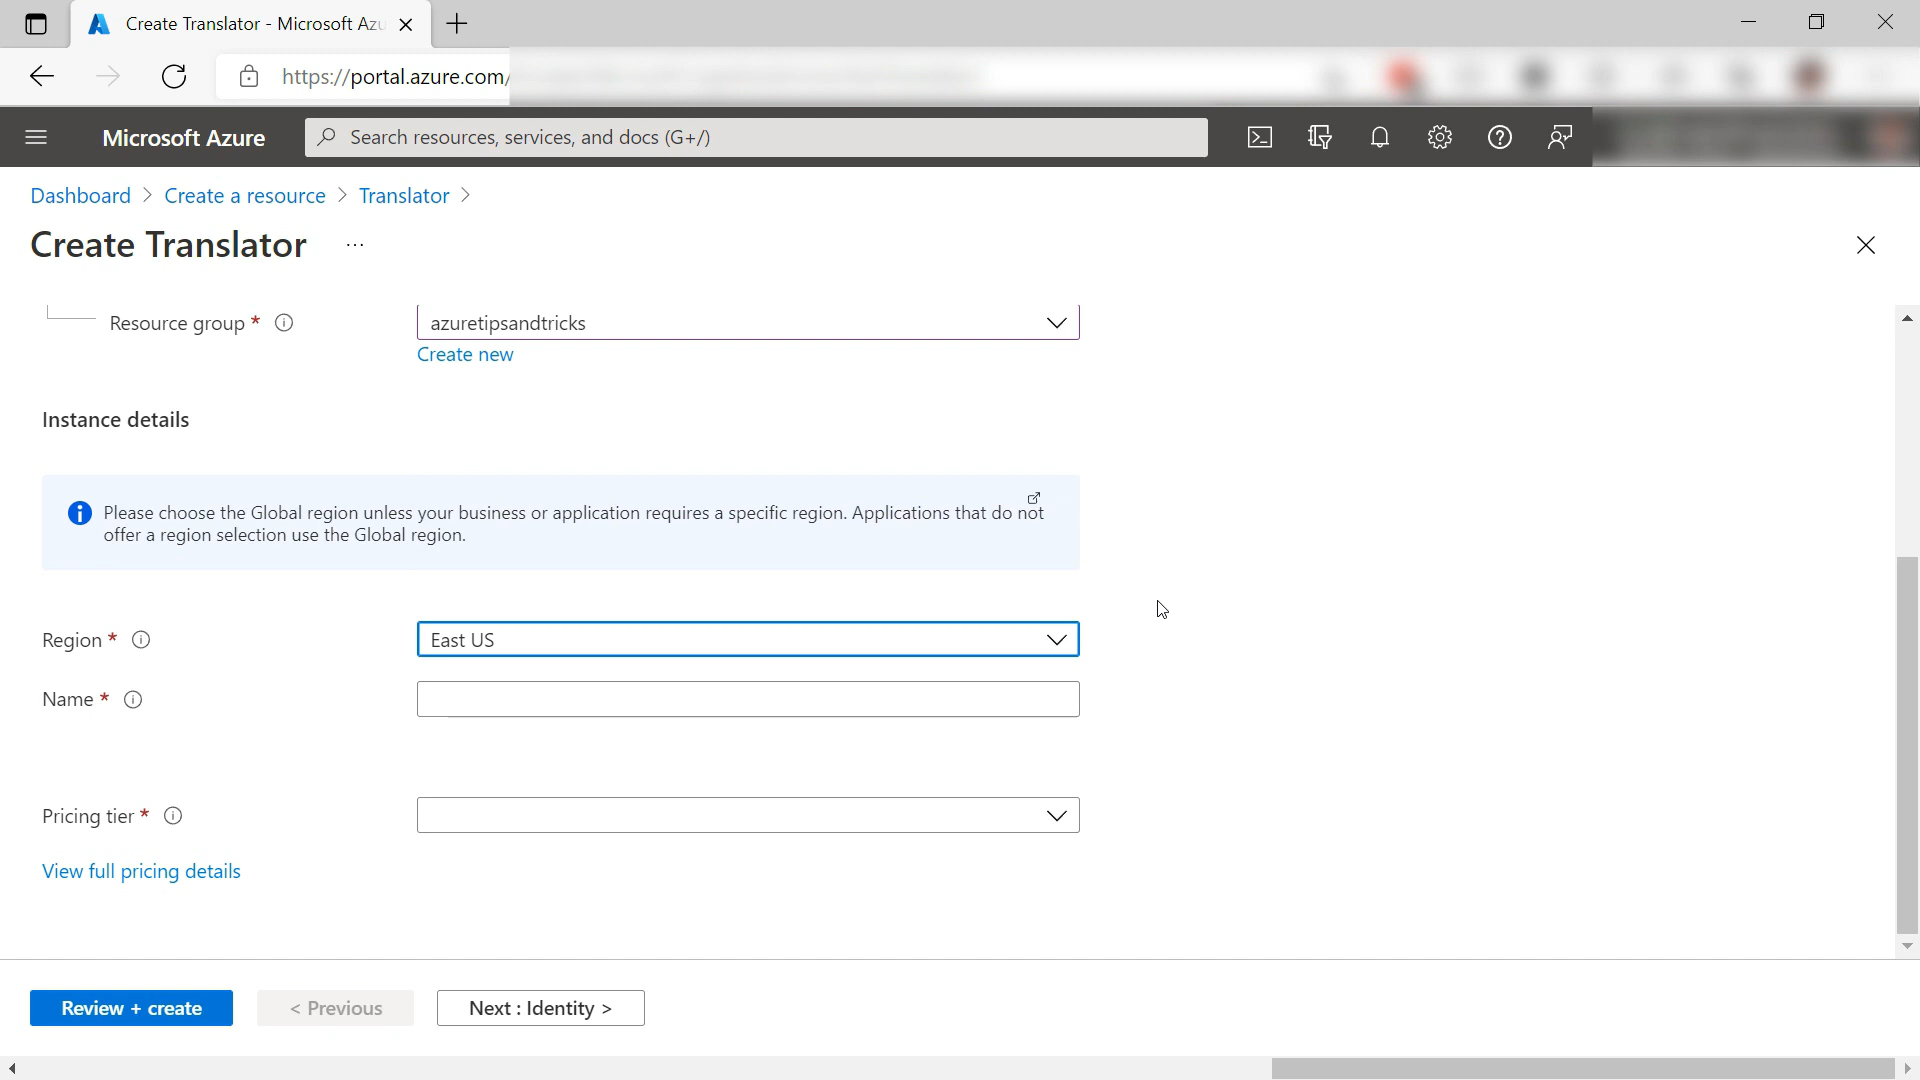 Create Translator - Microsoft Azu
https://portal.azure.com/
Microsoft Azure
Search resources, services, and docs (G+/)
Dashboard > Create a resource > Translator >
Create Translator ...
Resource group * azuretipsandtricks
Create new
Instance details
Please choose the Global region unless your business or application requires a specific region. Applications that do not
offer a region selection use the Global region.
Region * East US
Name *
Pricing tier *
View full pricing details
Review + create
< Previous
Next : Identity >